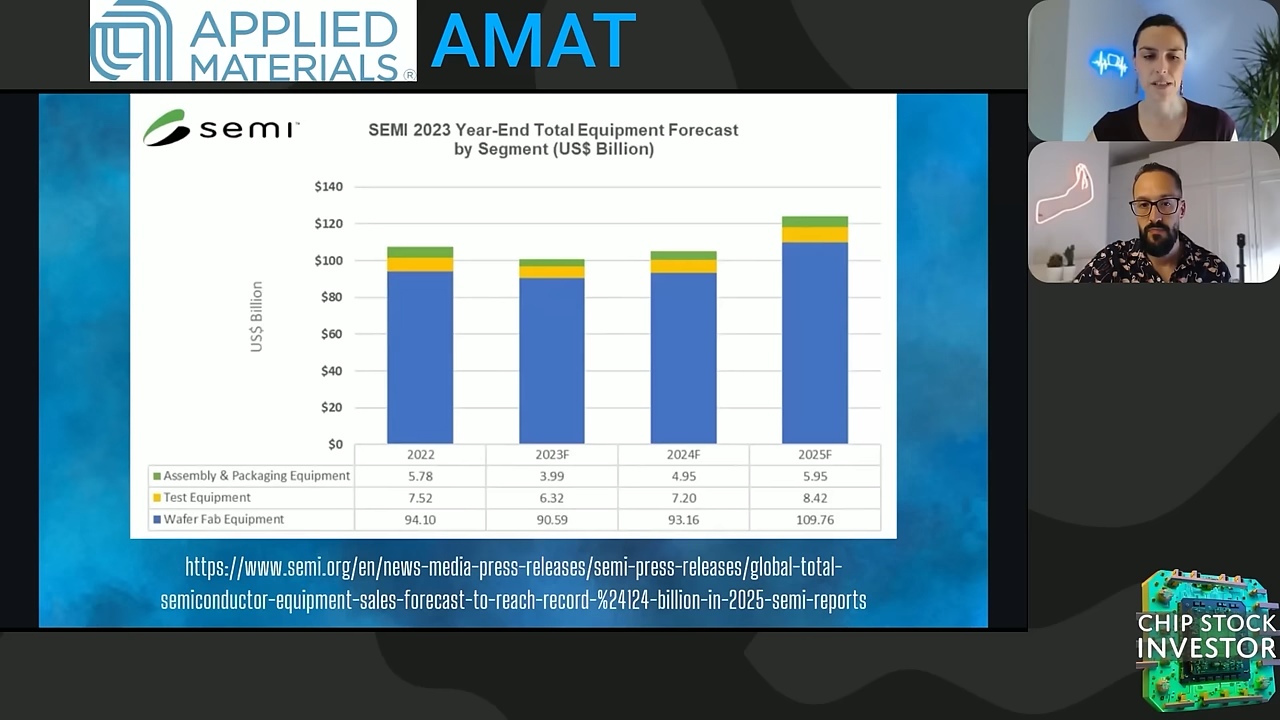 APPLIED
MATERIALS®
AMAT
semi™
SEMI 2023 Year-End Total Equipment Forecast
by Segment (US$ Billion)
US$ Billion
$140
$120
$100
$80
$60
$40
$20
$0
2022 2023F 2024F 2025F
Assembly & Packaging Equipment 5.78 3.99 4.95 5.95
Test Equipment 7.52 6.32 7.20 8.42
Wafer Fab Equipment 94.10 90.59 93.16 109.76
https://www.semi.org/en/news-media-press-releases/semi-press-releases/global-total-
semiconductor-equipment-sales-forecast-to-reach-record-%24124-billion-in-2025-semi-reports
CHIP STOCK
INVESTOR